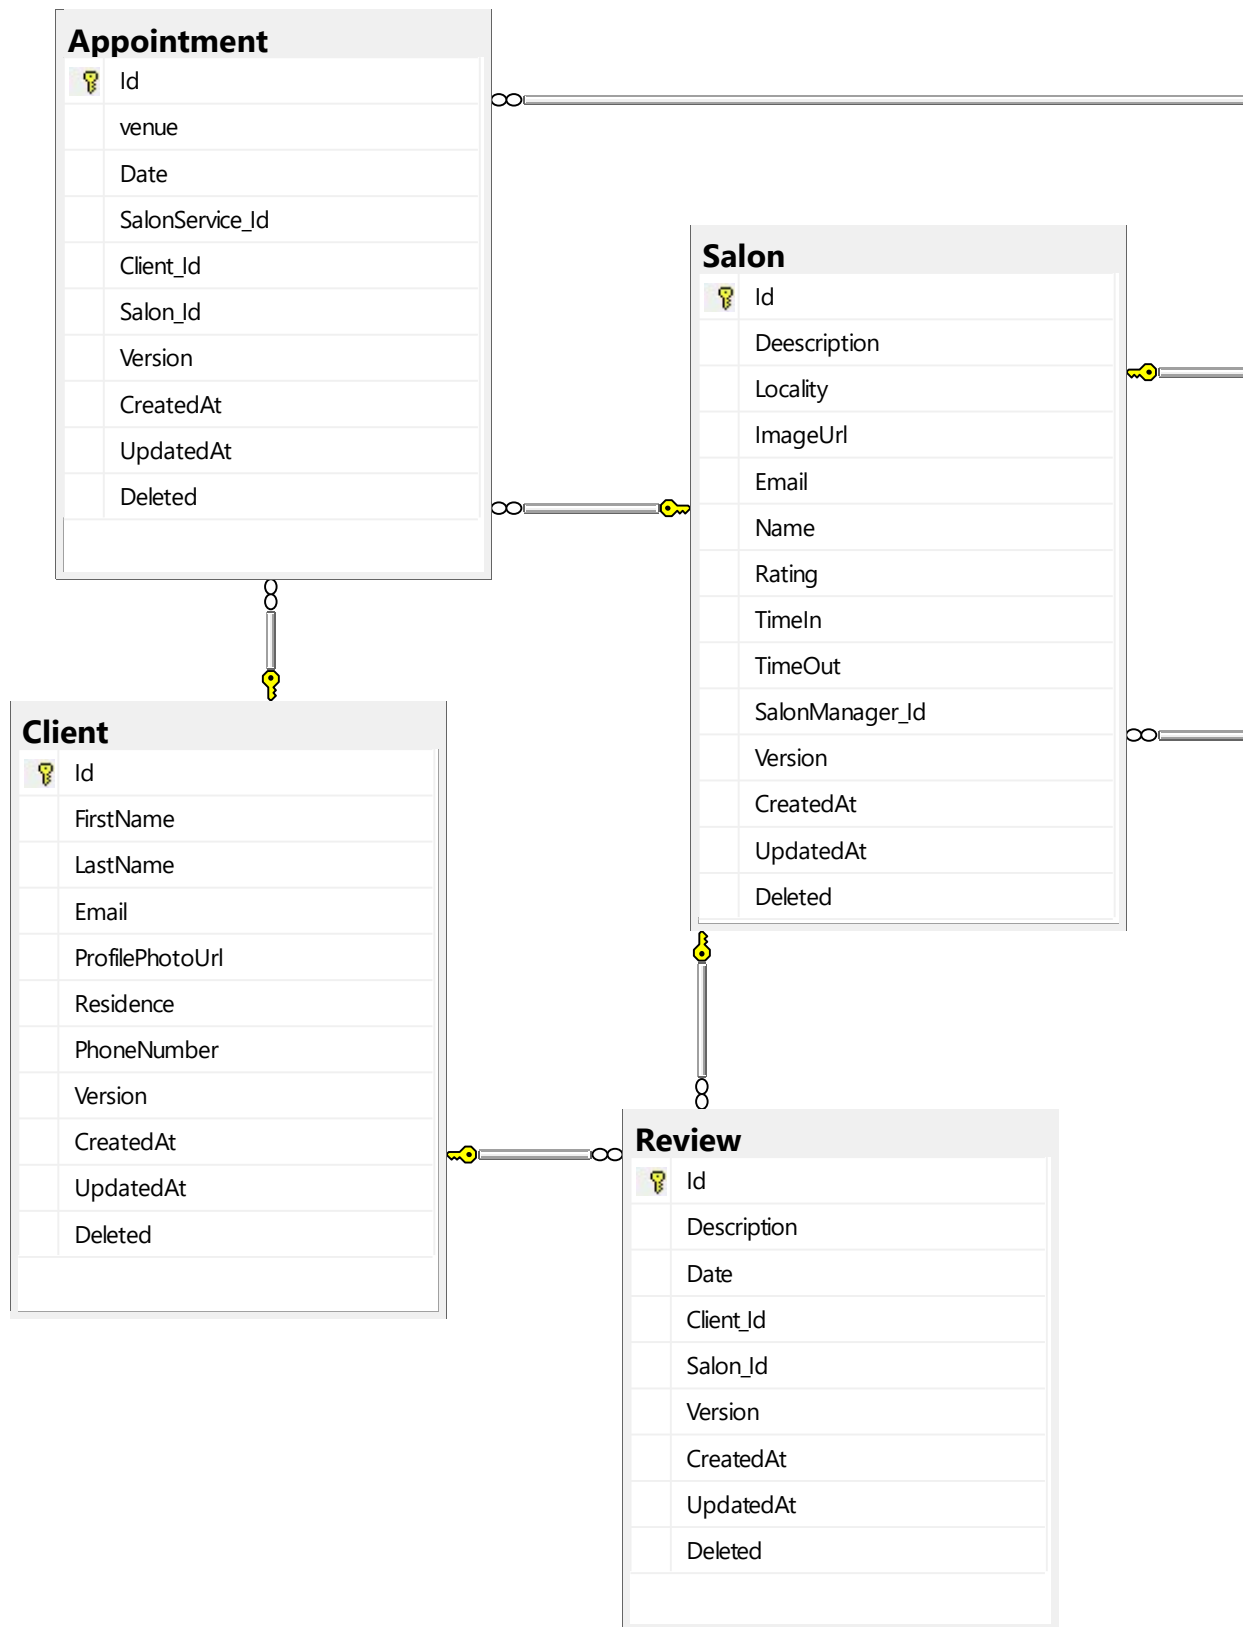 Appointment
Id
venue
Date
SalonService_Id
Client_Id
Salon_Id
Version
CreatedAt
UpdatedAt
Deleted
Salon
Id
Deescription
Locality
ImageUrl
Email
Name
Rating
TimeIn
TimeOut
SalonManager_Id
Version
CreatedAt
UpdatedAt
Deleted
Client
Id
FirstName
LastName
Email
ProfilePhotoUrl
Residence
PhoneNumber
Version
CreatedAt
UpdatedAt
Deleted
Review
Id
Description
Date
Client_Id
Salon_Id
Version
CreatedAt
UpdatedAt
Deleted